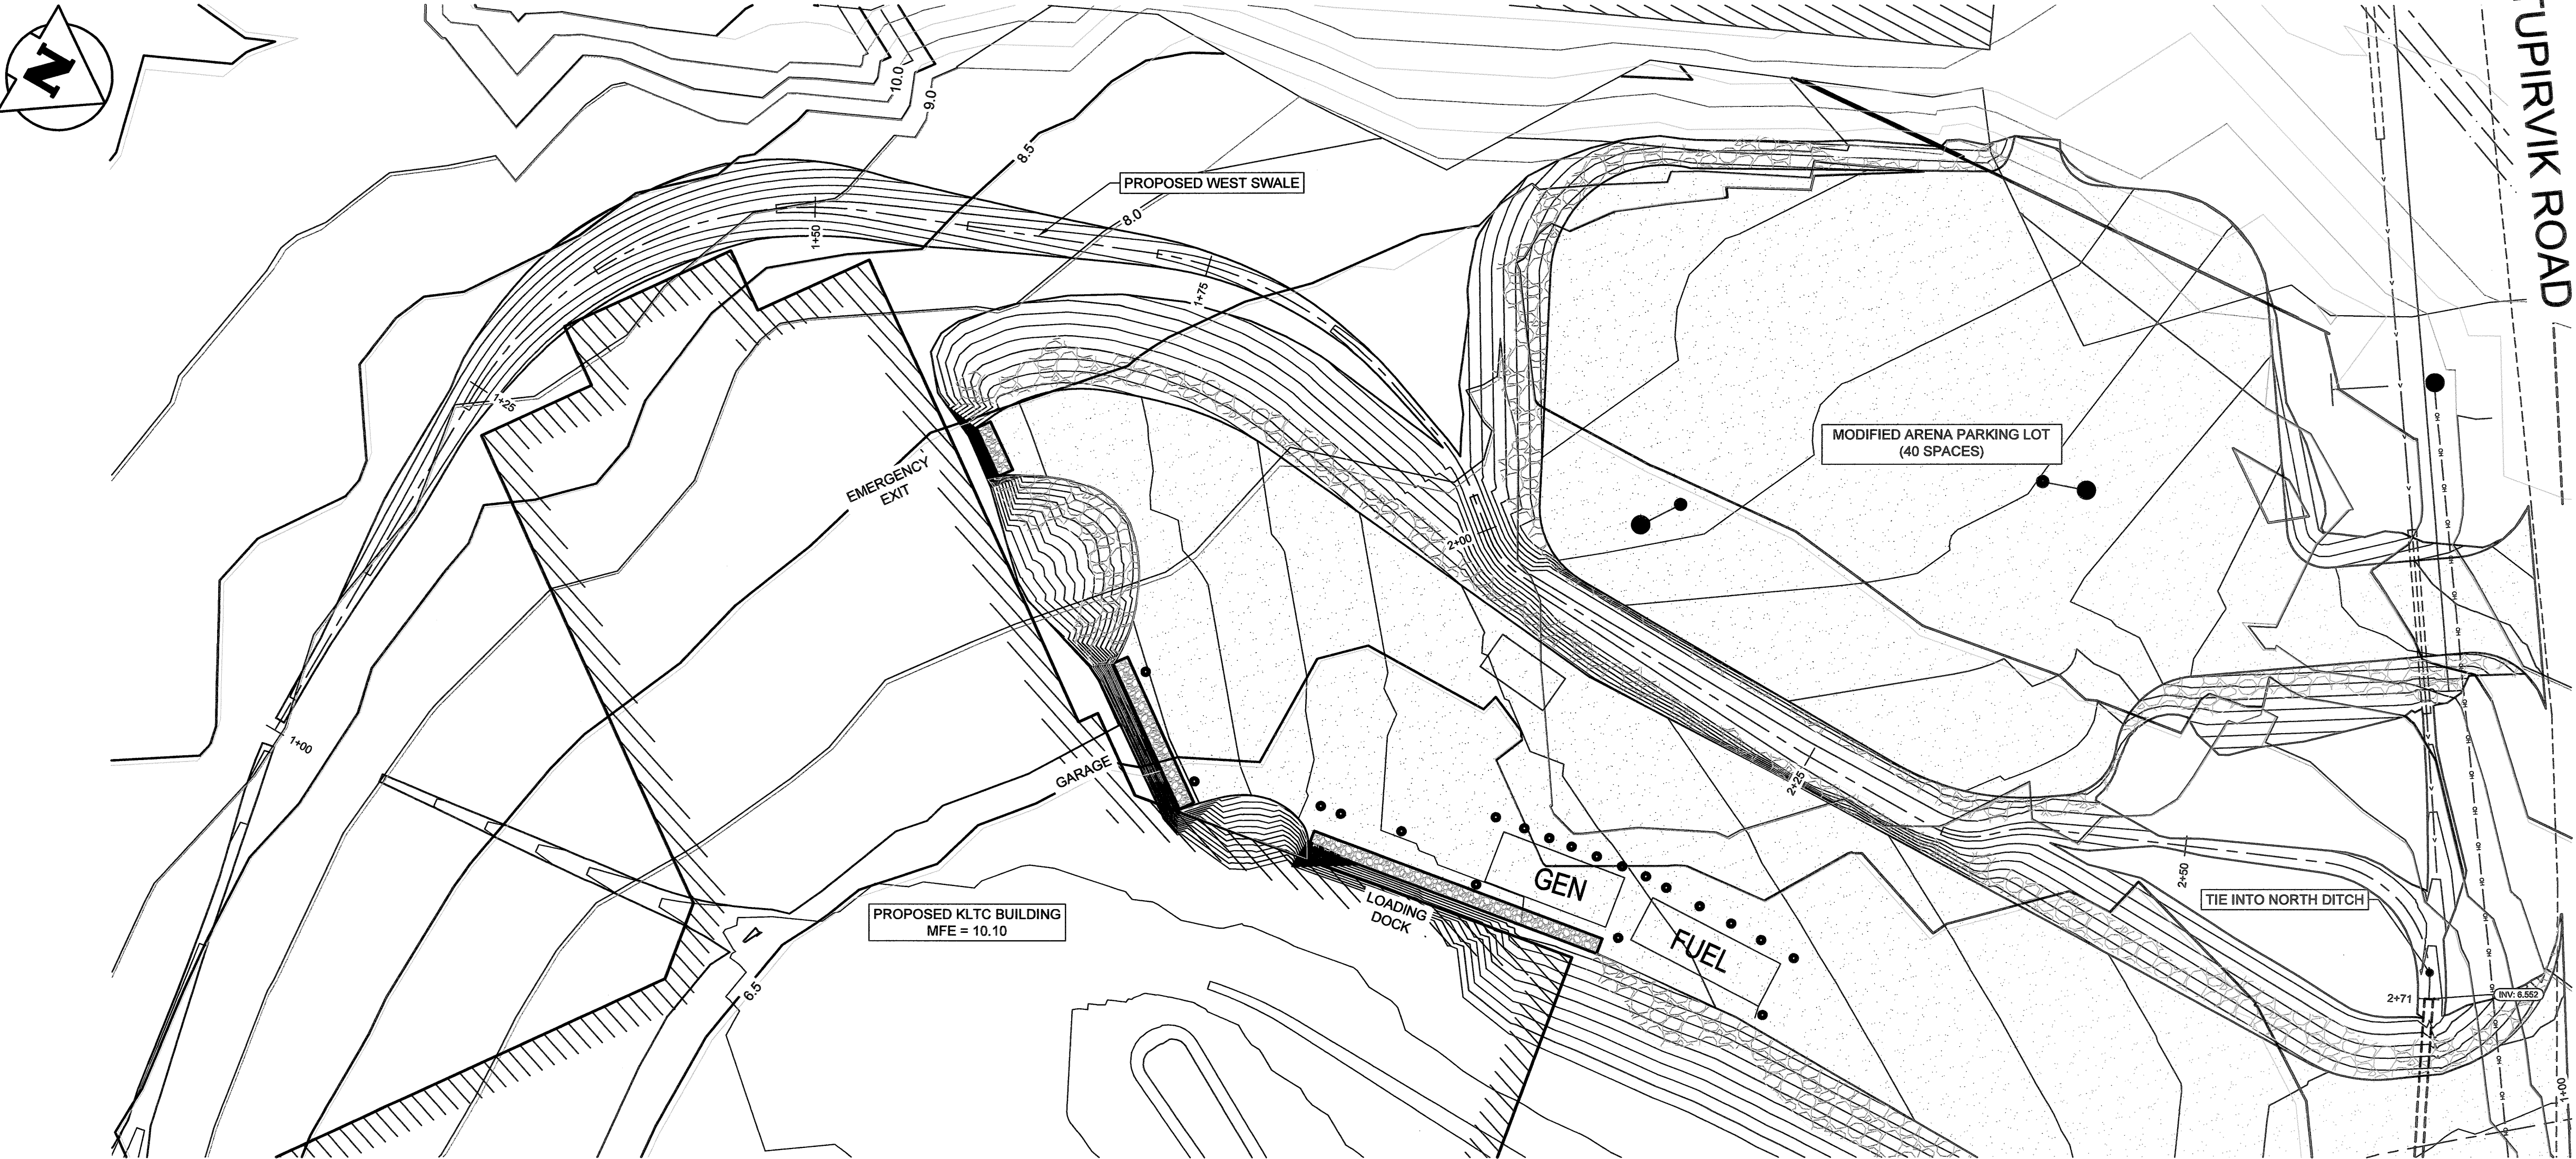 N
10.0
9.0
8.5
PROPOSED WEST SWALE
8.0
1+50
1+75
1+25
EMERGENCY
EXIT
MODIFIED ARENA PARKING LOT
(40 SPACES)
2+00
1+00
GARAGE
2+25
GEN
FUEL
LOADING
DOCK
PROPOSED KLTC BUILDING
MFE = 10.10
6.5
2+50
TIE INTO NORTH DITCH
2+71
INV: 6.552
1+00
TUPIRVIK ROAD